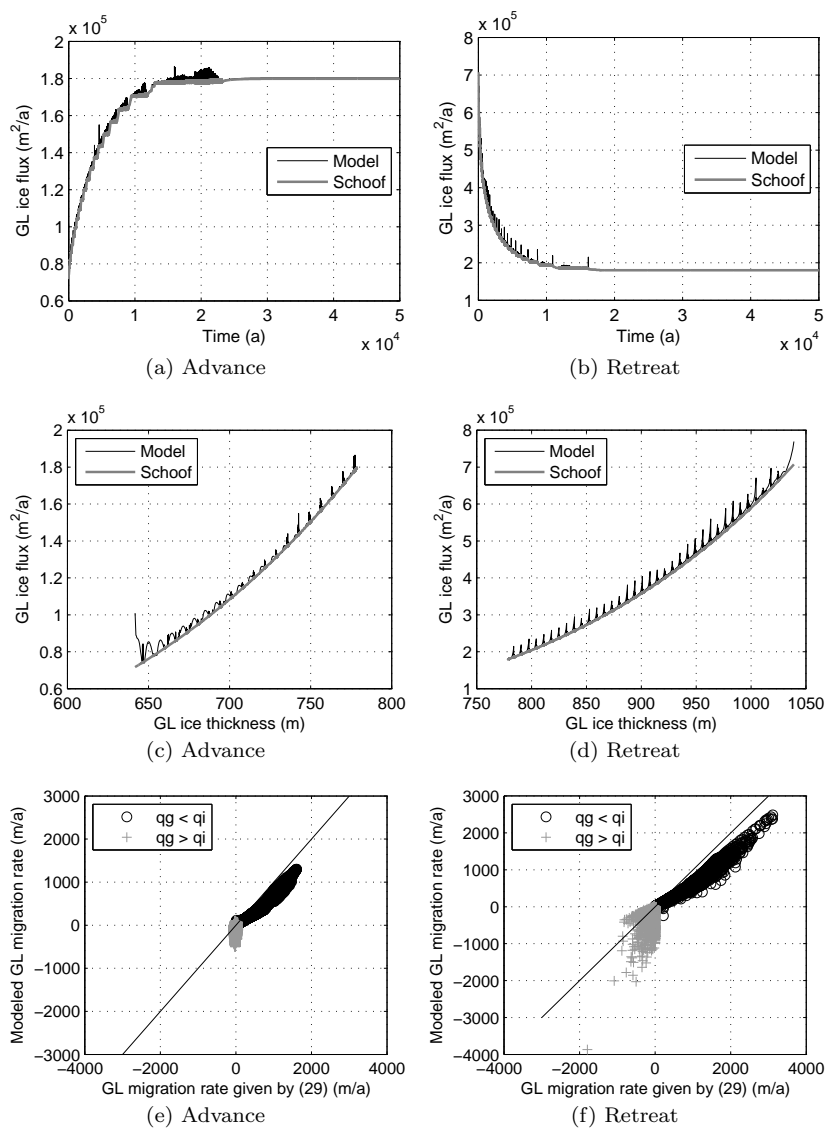 x 10^5
2
1.8
1.6
1.4
1.2
1
0.8
0.6
GL ice flux (m²/a)
Model
Schoof
0 1 2 3 4 5
Time (a)
x 10^4
(a) Advance
x 10^5
8
7
6
5
4
3
2
1
GL ice flux (m²/a)
Model
Schoof
0 1 2 3 4 5
Time (a)
x 10^4
(b) Retreat
x 10^5
2
1.8
1.6
1.4
1.2
1
0.8
0.6
GL ice flux (m²/a)
Model
Schoof
600 650 700 750 800
GL ice thickness (m)
(c) Advance
x 10^5
8
7
6
5
4
3
2
1
GL ice flux (m²/a)
Model
Schoof
750 800 850 900 950 1000 1050
GL ice thickness (m)
(d) Retreat
3000
2000
1000
0
−1000
−2000
−3000
Modeled GL migration rate (m/a)
qg < qi
qg > qi
−4000 −2000 0 2000 4000
GL migration rate given by (29) (m/a)
(e) Advance
3000
2000
1000
0
−1000
−2000
−3000
−4000
Modeled GL migration rate (m/a)
qg < qi
qg > qi
−4000 −2000 0 2000 4000
GL migration rate given by (29) (m/a)
(f) Retreat